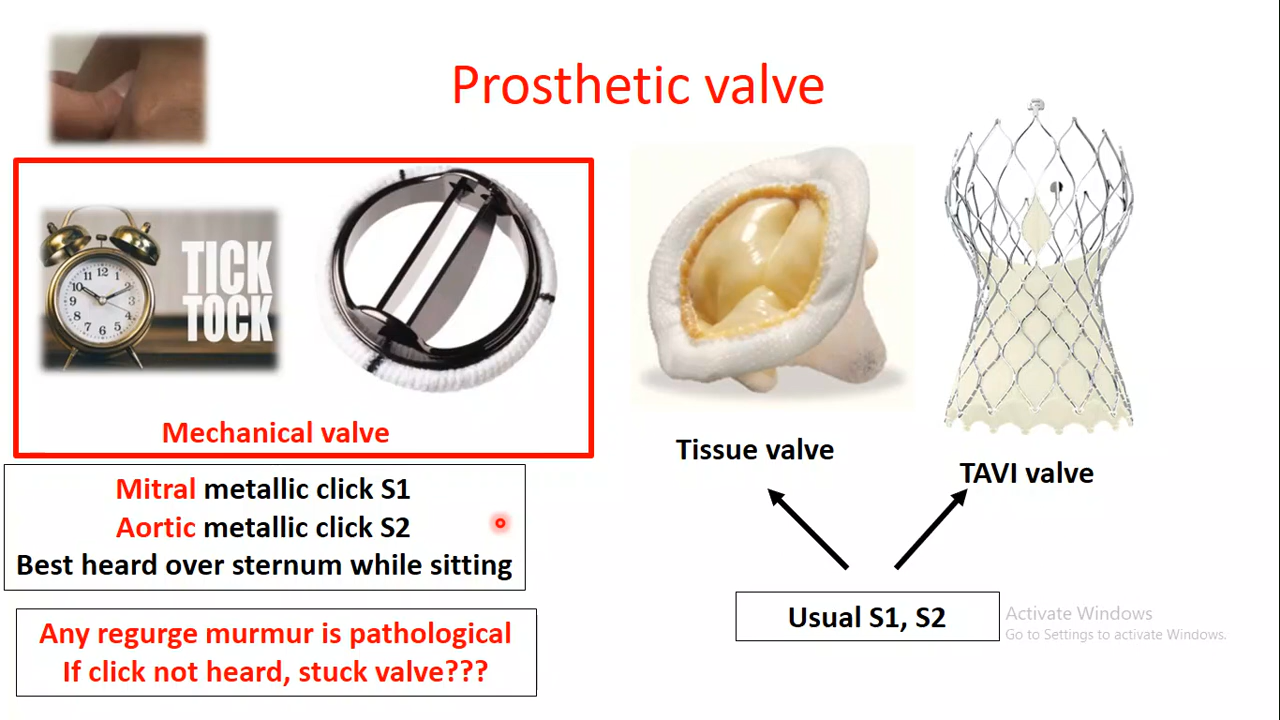 Prosthetic valve
TICK
TOCK
Mechanical valve
Mitral metallic click S1
Aortic metallic click S2
Best heard over sternum while sitting
Any regurge murmur is pathological
If click not heard, stuck valve???
Tissue valve
TAVI valve
Usual S1, S2
Activate Windows
Go to Settings to activate Windows.